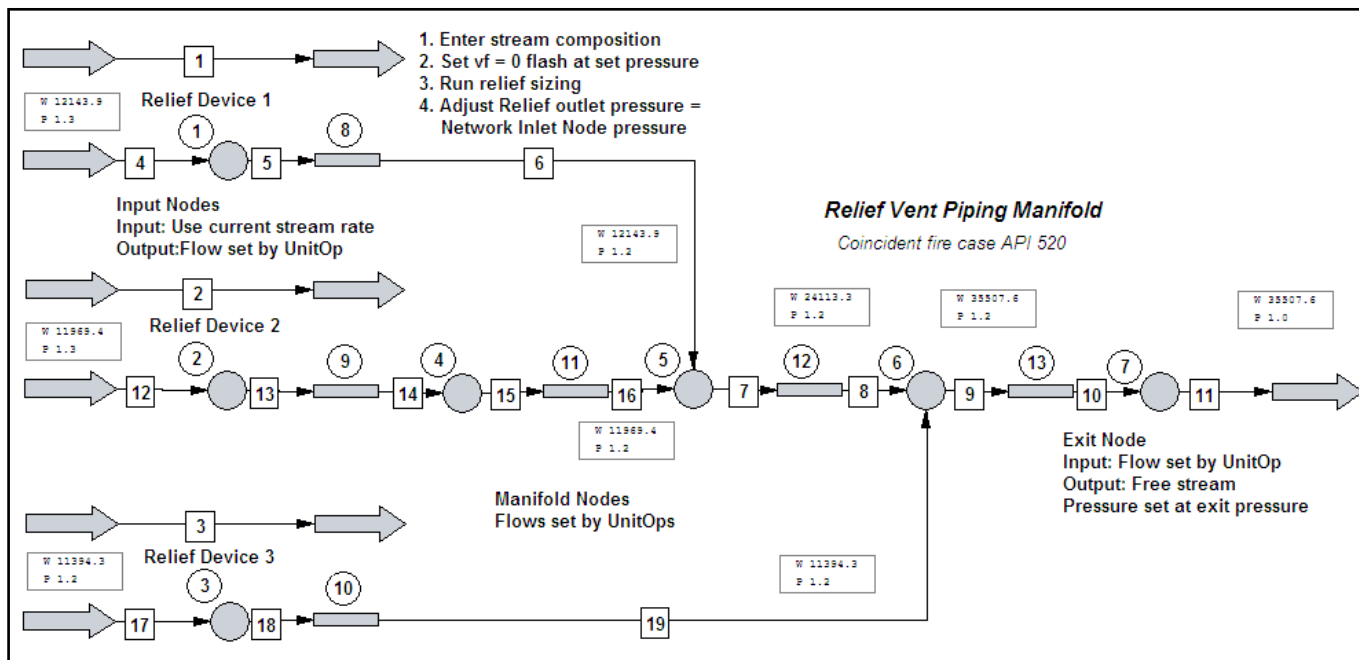 1
1. Enter stream composition
2. Set vf = 0 flash at set pressure
3. Run relief sizing
4. Adjust Relief outlet pressure =
Network Inlet Node pressure
W 12143.9
P 1.3
Relief Device 1
1
8
4
5
6
Input Nodes
Input: Use current stream rate
Output:Flow set by UnitOp
W 12143.9
P 1.2
Relief Vent Piping Manifold
Coincident fire case API 520
2
W 11969.4
P 1.3
Relief Device 2
W 24113.3
P 1.2
W 35507.6
P 1.2
W 35507.6
P 1.0
2
9
4
11
5
12
6
13
7
12
13
14
15
16
7
8
9
10
11
W 11969.4
P 1.2
Exit Node
Input: Flow set by UnitOp
Output: Free stream
Pressure set at exit pressure
Manifold Nodes
Flows set by UnitOps
3
W 11394.3
P 1.2
Relief Device 3
W 11394.3
P 1.2
3
10
17
18
19